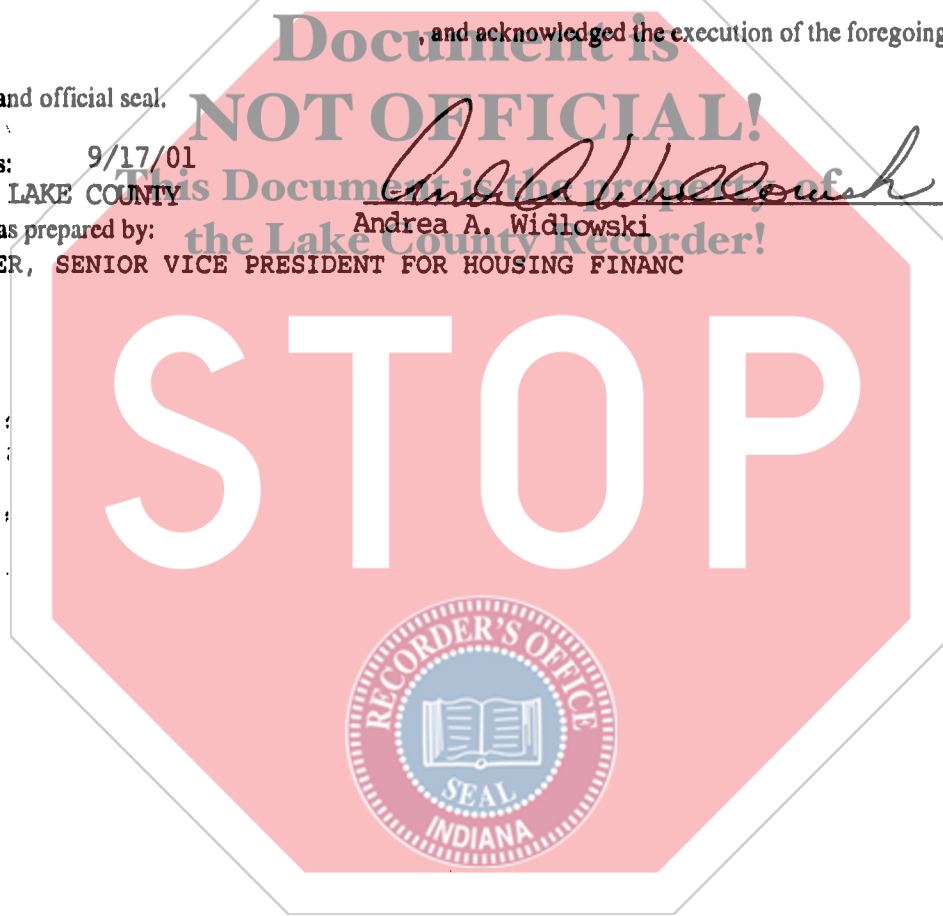 Document is
, and acknowledged the execution of the foregoing
and official seal.
NOT OFFICIAL!
s: 9/17/01
This Document is the property of
LAKE COUNTY
as prepared by: Andrea A. Widlowski
the Lake County Recorder!
ER, SENIOR VICE PRESIDENT FOR HOUSING FINANC
STOP
RECORDER'S OFFICE
SEAL
INDIANA